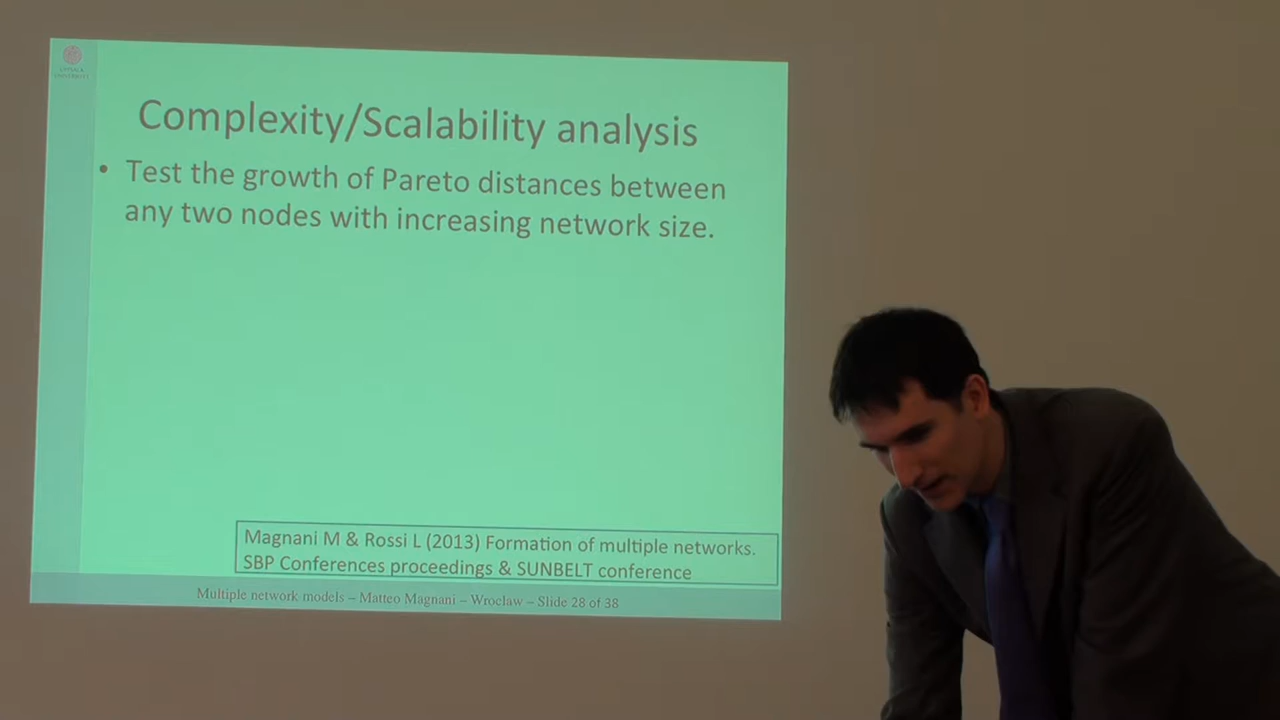 UPPSALA
UNIVERSITET
Complexity/Scalability analysis
• Test the growth of Pareto distances between
any two nodes with increasing network size.
Magnani M & Rossi L (2013) Formation of multiple networks.
SBP Conferences proceedings & SUNBELT conference
Multiple network models – Matteo Magnani – Wroclaw – Slide 28 of 38